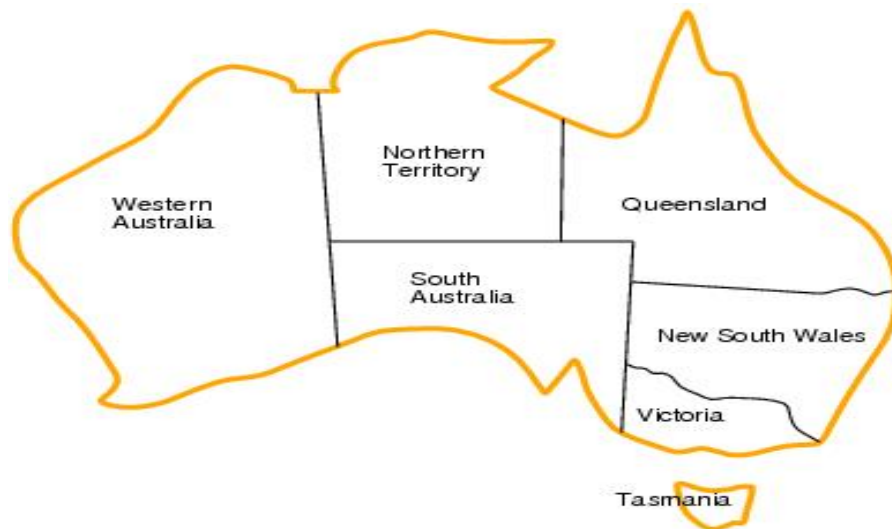 Northern
Territory
Western
Australia
Queensland
South
Australia
New South Wales
Victoria
Tasmania